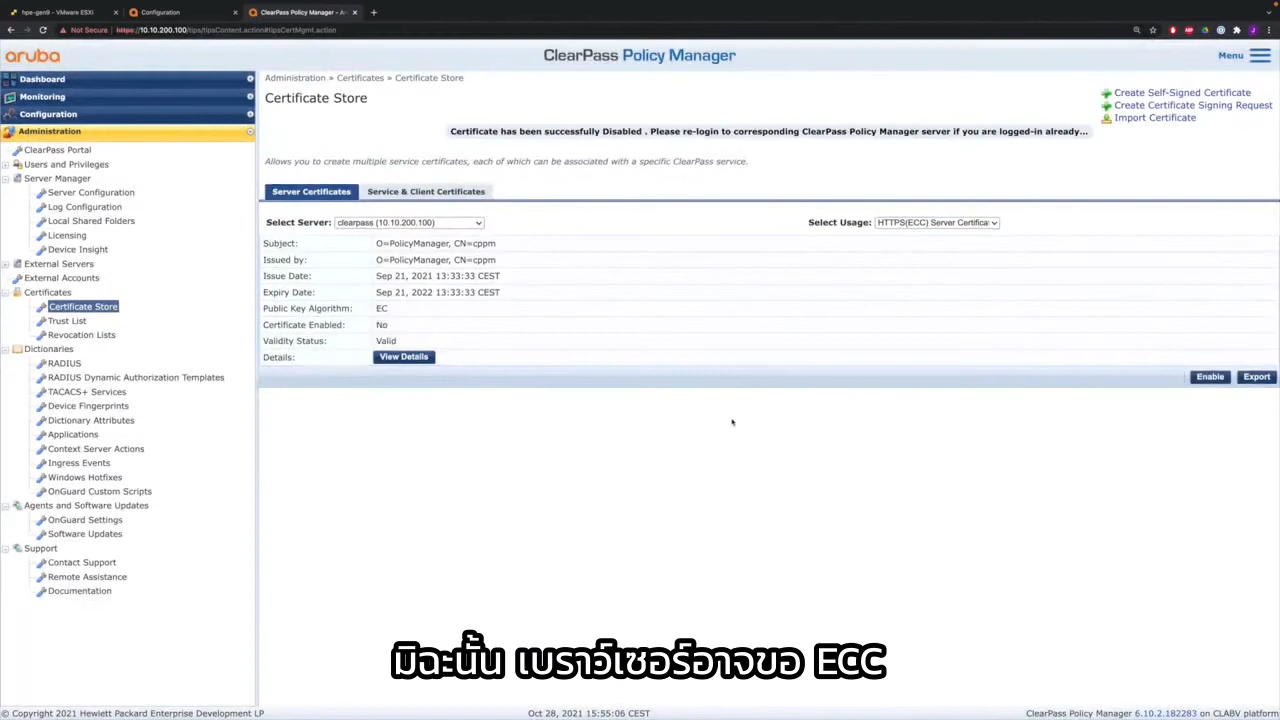 hpe-gen9 - VMware ESXi
Configuration
ClearPass Policy Manager - Ar
Not Secure https://10.10.200.100/tips/tipsContent.action#tipsCertMgmt.action
aruba
ClearPass Policy Manager
Menu
Dashboard
Monitoring
Configuration
Administration
ClearPass Portal
Users and Privileges
Server Manager
Server Configuration
Log Configuration
Local Shared Folders
Licensing
Device Insight
External Servers
External Accounts
Certificates
Certificate Store
Trust List
Revocation Lists
Dictionaries
RADIUS
RADIUS Dynamic Authorization Templates
TACACS+ Services
Device Fingerprints
Dictionary Attributes
Applications
Context Server Actions
Ingress Events
Windows Hotfixes
OnGuard Custom Scripts
Agents and Software Updates
OnGuard Settings
Software Updates
Support
Contact Support
Remote Assistance
Documentation
Administration » Certificates » Certificate Store
Certificate Store
Create Self-Signed Certificate
Create Certificate Signing Request
Import Certificate
Certificate has been successfully Disabled . Please re-login to corresponding ClearPass Policy Manager server if you are logged-in already...
Allows you to create multiple service certificates, each of which can be associated with a specific ClearPass service.
Server Certificates
Service & Client Certificates
Select Server: clearpass (10.10.200.100)
Select Usage: HTTPS(ECC) Server Certifica
Subject: O=PolicyManager, CN=cppm
Issued by: O=PolicyManager, CN=cppm
Issue Date: Sep 21, 2021 13:33:33 CEST
Expiry Date: Sep 21, 2022 13:33:33 CEST
Public Key Algorithm: EC
Certificate Enabled: No
Validity Status: Valid
Details: View Details
Enable
Export
มิฉะนั้น เบราว์เซอร์อาจขอ ECC
© Copyright 2021 Hewlett Packard Enterprise Development LP
Oct 28, 2021 15:55:06 CEST
ClearPass Policy Manager 6.10.2.182283 on CLABV platform